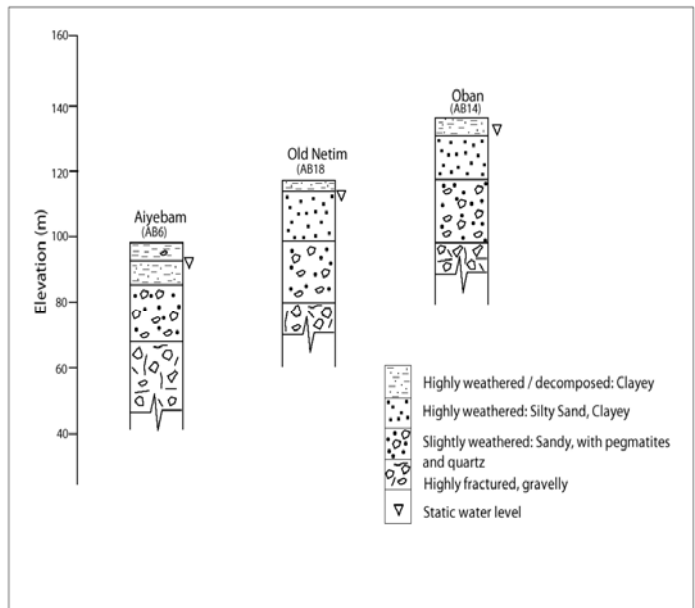 160
140
120
100
80
60
40
Elevation (m)
Oban
(AB14)
Old Netim
(AB18
Aiyebam
(AB6)
Highly weathered / decomposed: Clayey
Highly weathered: Silty Sand, Clayey
Slightly weathered: Sandy, with pegmatites
and quartz
Highly fractured, gravelly
Static water level